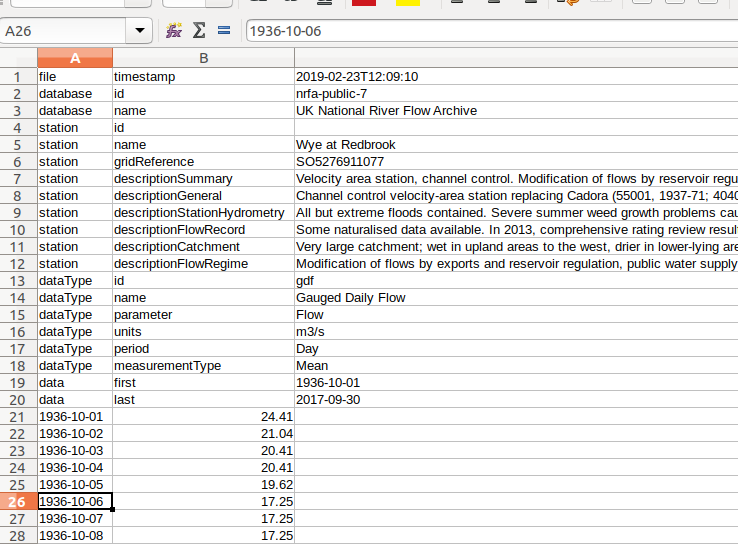 A26 1936-10-06
A B
1 file timestamp 2019-02-23T12:09:10
2 database id nrfa-public-7
3 database name UK National River Flow Archive
4 station id
5 station name Wye at Redbrook
6 station gridReference SO5276911077
7 station descriptionSummary Velocity area station, channel control. Modification of flows by reservoir regu
8 station descriptionGeneral Channel control velocity-area station replacing Cadora (55001, 1937-71; 4040
9 station descriptionStationHydrometry All but extreme floods contained. Severe summer weed growth problems cau
10 station descriptionFlowRecord Some naturalised data available. In 2013, comprehensive rating review result
11 station descriptionCatchment Very large catchment; wet in upland areas to the west, drier in lower-lying are
12 station descriptionFlowRegime Modification of flows by exports and reservoir regulation, public water supply
13 dataType id gdf
14 dataType name Gauged Daily Flow
15 dataType parameter Flow
16 dataType units m3/s
17 dataType period Day
18 dataType measurementType Mean
19 data first 1936-10-01
20 data last 2017-09-30
21 1936-10-01 24.41
22 1936-10-02 21.04
23 1936-10-03 20.41
24 1936-10-04 20.41
25 1936-10-05 19.62
26 1936-10-06 17.25
27 1936-10-07 17.25
28 1936-10-08 17.25